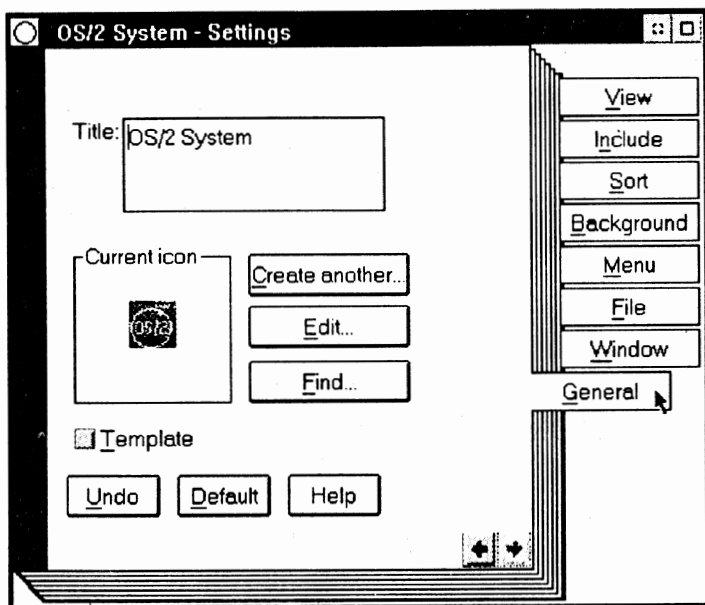 OS/2 System - Settings
Title: OS/2 System
Current icon
OS/2
Create another...
Edit...
Find...
Template
Undo Default Help
View
Include
Sort
Background
Menu
File
Window
General